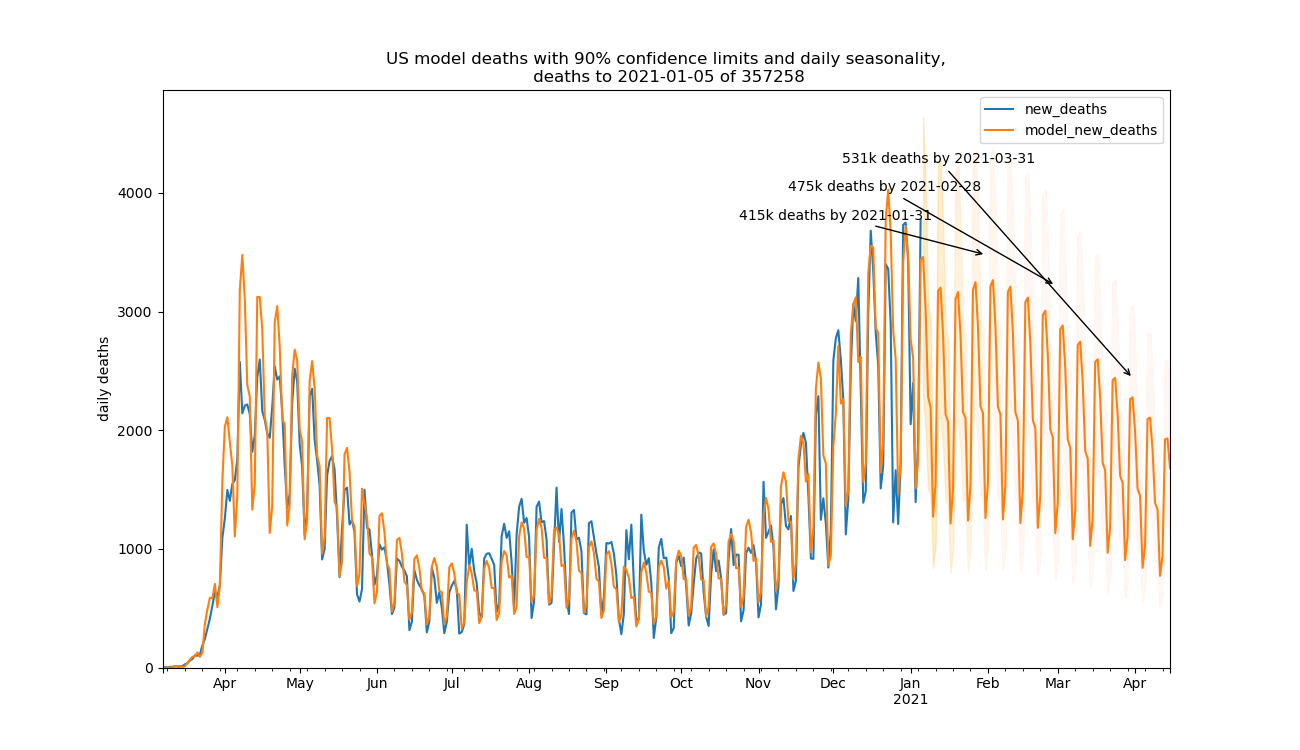 US model deaths with 90% confidence limits and daily seasonality,
deaths to 2021-01-05 of 357258
new_deaths
model_new_deaths
531k deaths by 2021-03-31
475k deaths by 2021-02-28
415k deaths by 2021-01-31
daily deaths
4000
3000
2000
1000
0
Apr May Jun Jul Aug Sep Oct Nov Dec Jan Feb Mar Apr
2021